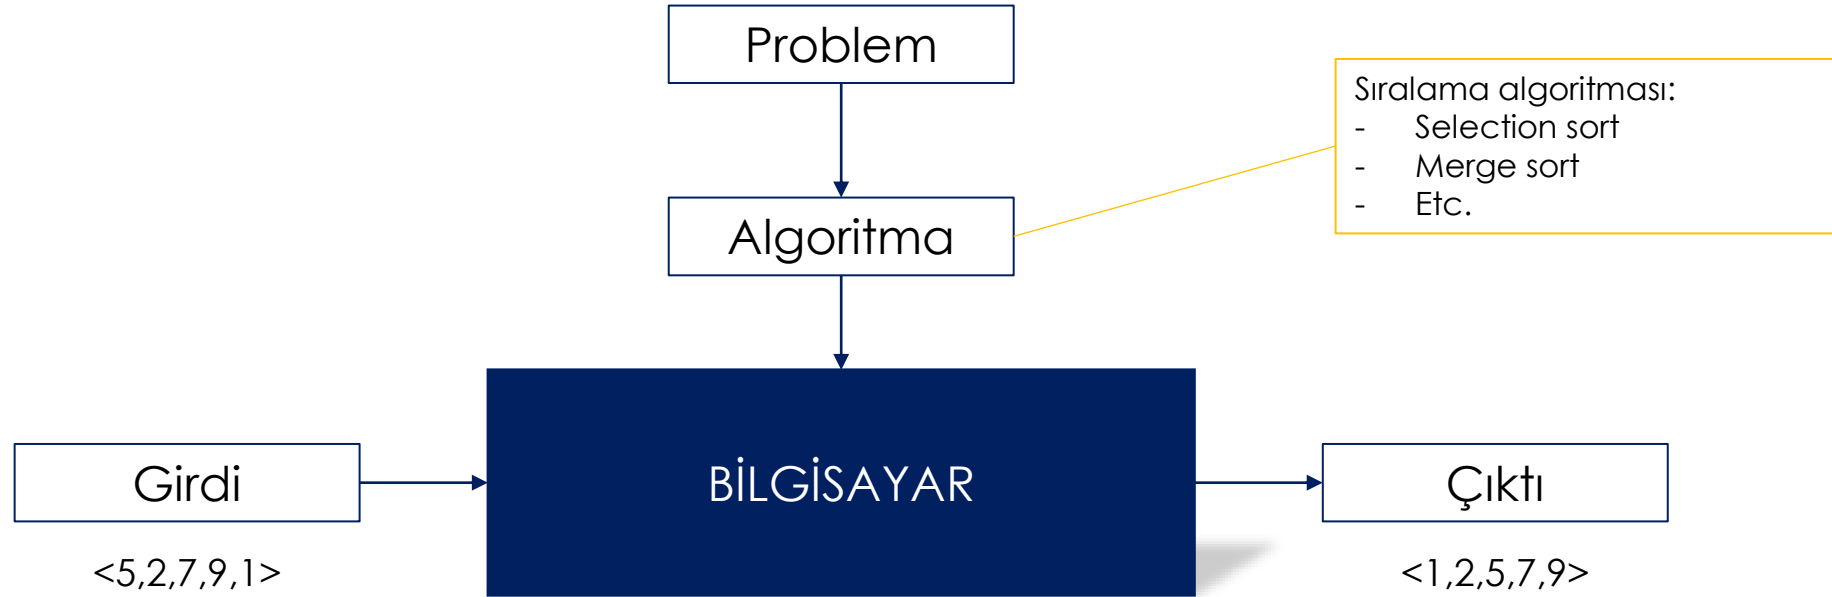 Problem
Sıralama algoritması:
- Selection sort
- Merge sort
- Etc.
Algoritma
Girdi
BİLGİSAYAR
Çıktı
<5,2,7,9,1>
<1,2,5,7,9>